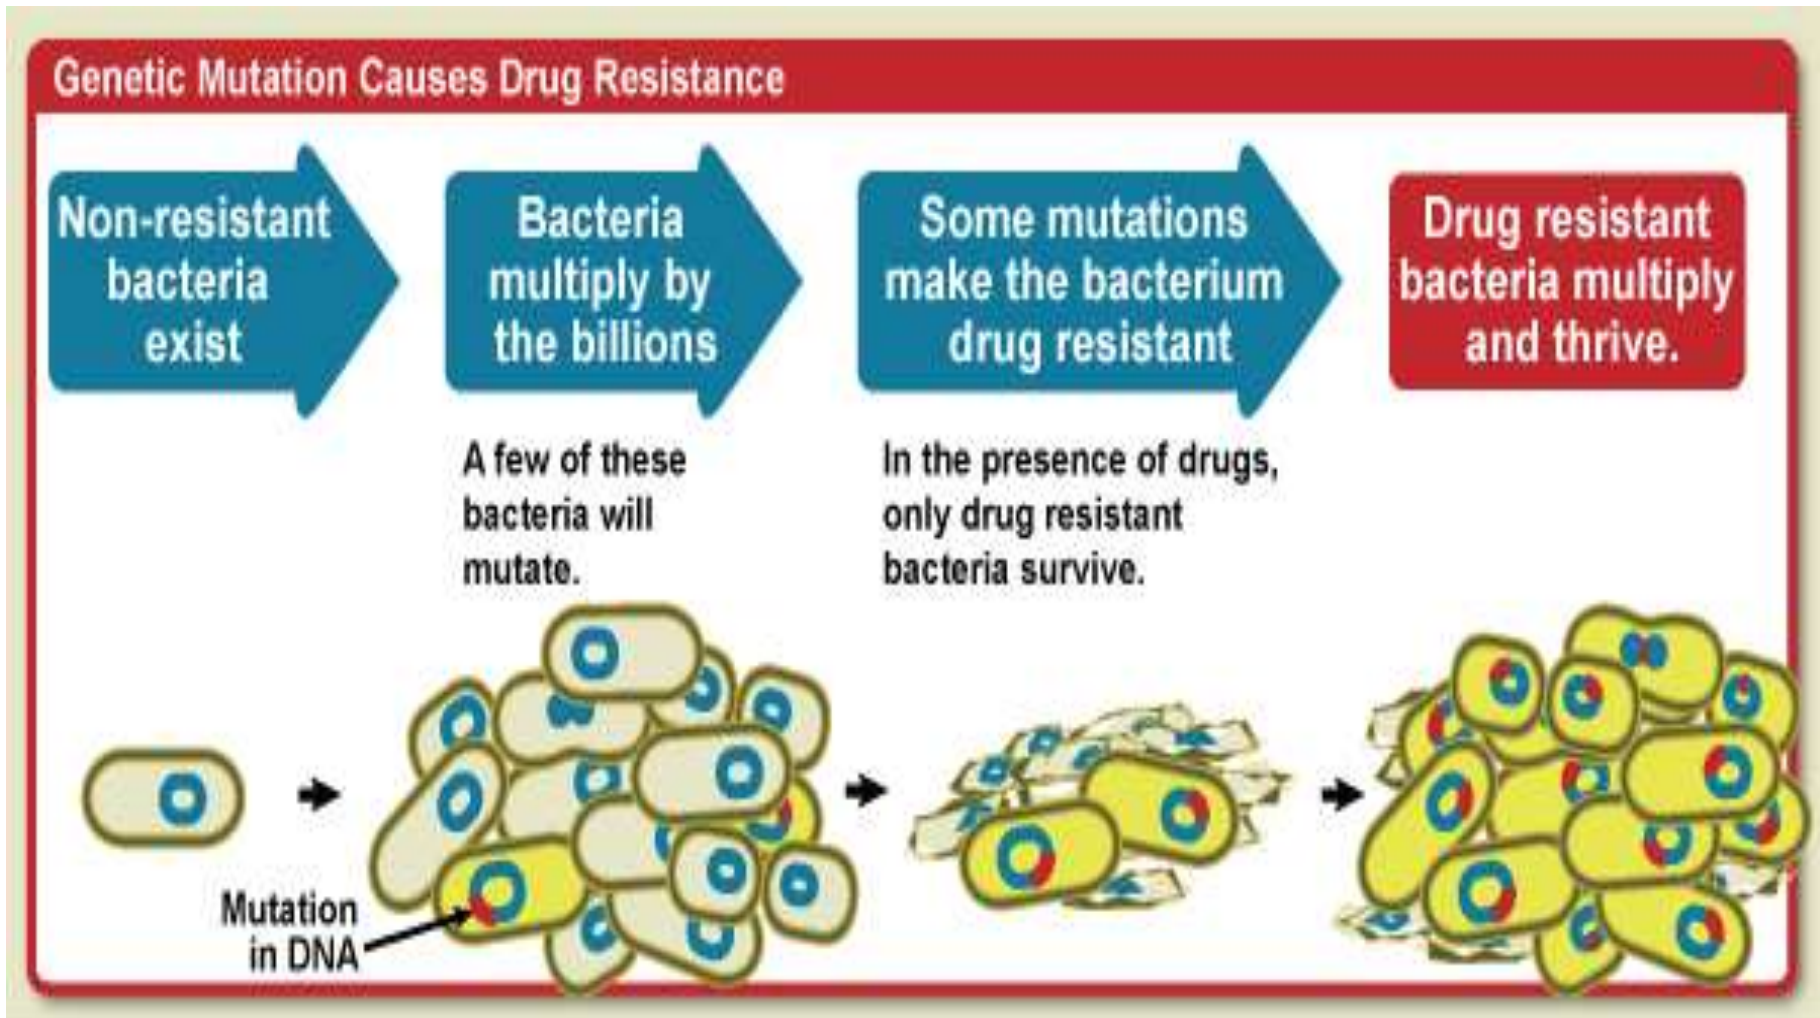 Genetic Mutation Causes Drug Resistance
Non-resistant
bacteria
exist
Bacteria
multiply by
the billions
Some mutations
make the bacterium
drug resistant
Drug resistant
bacteria multiply
and thrive.
A few of these
bacteria will
mutate.
In the presence of drugs,
only drug resistant
bacteria survive.
Mutation
in DNA